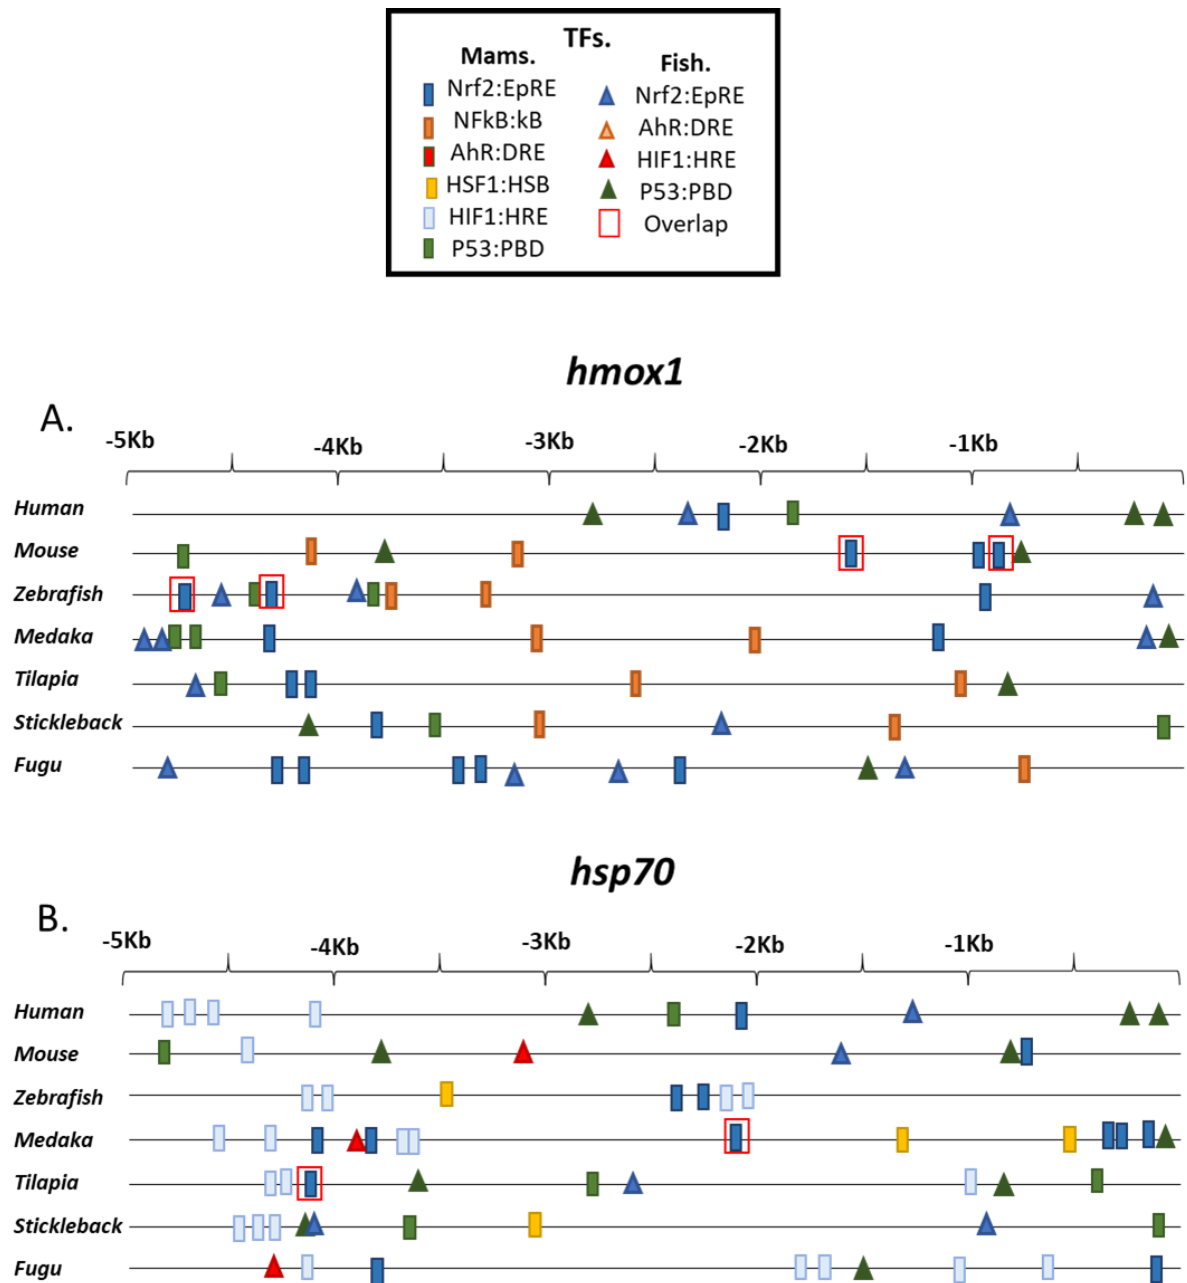 TFs.
Mams.
Nrf2:EpRE
NFkB:kB
AhR:DRE
HSF1:HSB
HIF1:HRE
P53:PBD
Fish.
Nrf2:EpRE
AhR:DRE
HIF1:HRE
P53:PBD
Overlap
hmox1
A.
-5Kb -4Kb -3Kb -2Kb -1Kb
Human
Mouse
Zebrafish
Medaka
Tilapia
Stickleback
Fugu
hsp70
B.
-5Kb -4Kb -3Kb -2Kb -1Kb
Human
Mouse
Zebrafish
Medaka
Tilapia
Stickleback
Fugu